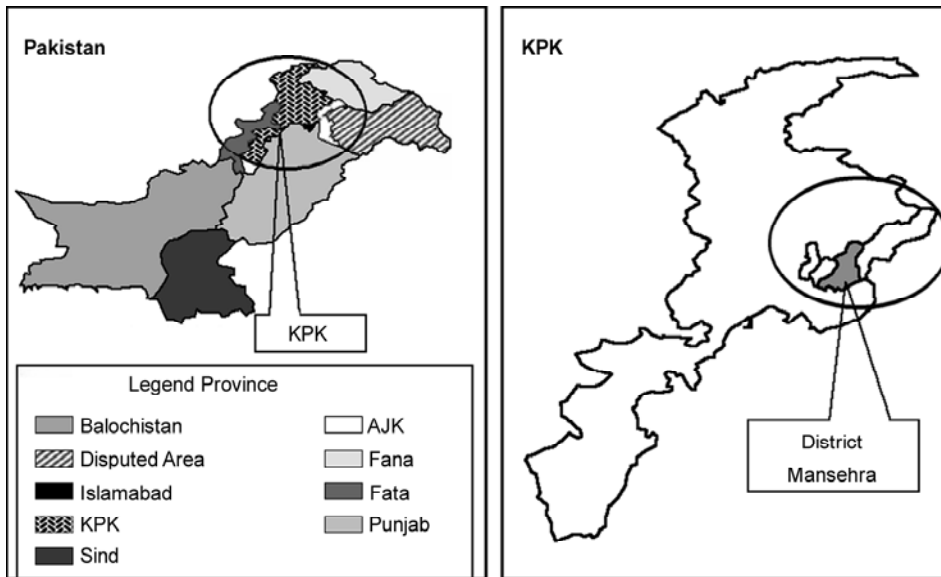 Pakistan
KPK
Legend Province
Balochistan
Disputed Area
Islamabad
KPK
Sind
AJK
Fana
Fata
Punjab
KPK
District
Mansehra